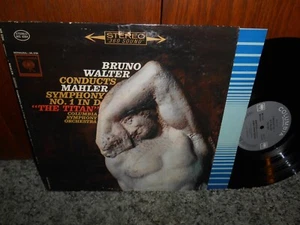 STEREO
BRUNO
WALTER
CONDUCTS
MAHLER
SYMPHONY
NO. 1 IN D
"THE TITAN"
COLUMBIA
SYMPHONY
ORCHESTRA